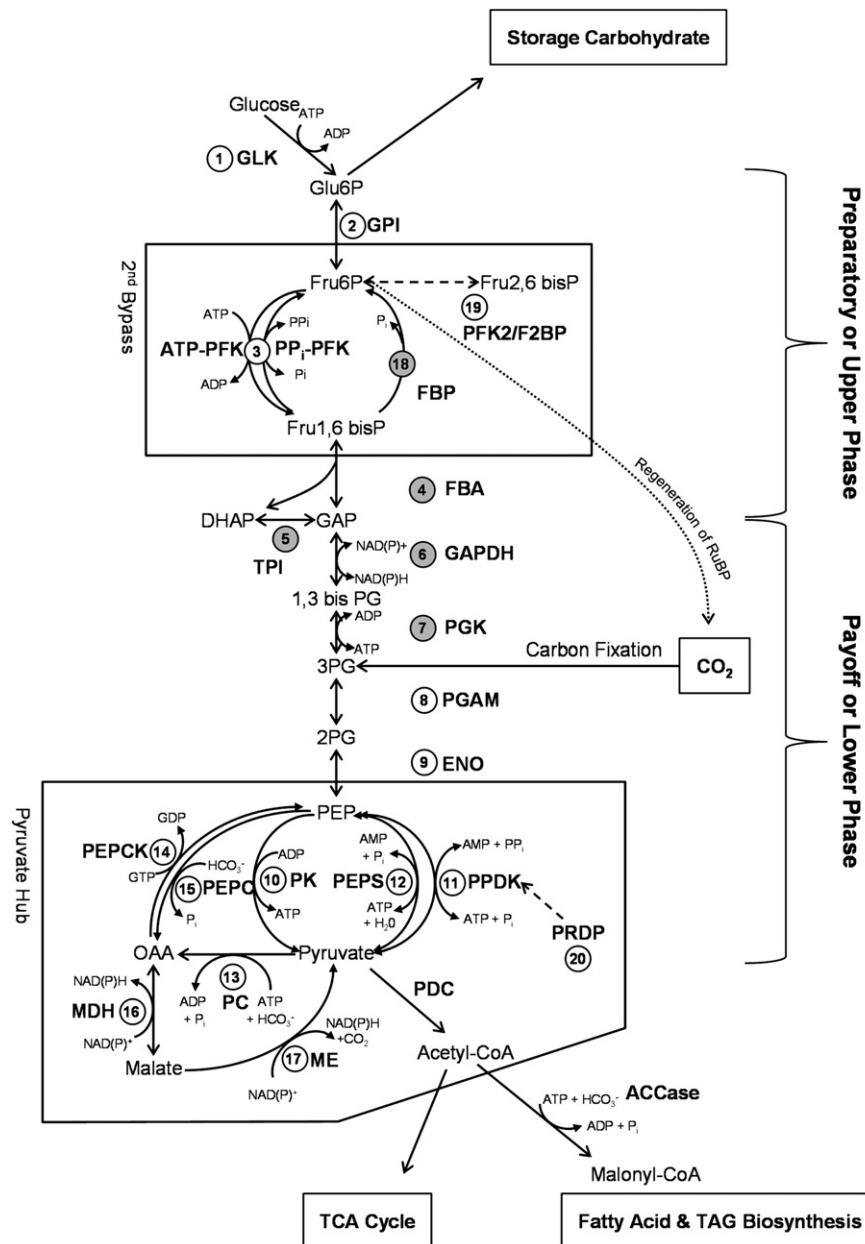 Storage Carbohydrate
Glucose
ATP
ADP
1 GLK
Glu6P
2 GPI
2nd Bypass
Fru6P
Fru2,6 bisP
19
PFK2/F2BP
ATP
PPi
Pi
ATP-PFK 3 PPi-PFK
18
ADP
Pi
FBP
Fru1,6 bisP
Preparatory or Upper Phase
4 FBA
DHAP
GAP
5
TPI
NAD(P)+
6 GAPDH
NAD(P)H
Regeneration of RuBP
1,3 bis PG
ADP
7 PGK
ATP
3PG
Carbon Fixation
CO2
8 PGAM
2PG
9 ENO
Payoff or Lower Phase
Pyruvate Hub
PEP
GDP
PEPCK 14
GTP
HCO3-
15 PEPC
Pi
ADP
10 PK
ATP
AMP
+ Pi
PEPS 12
ATP
+ H20
AMP + PPi
11 PPDK
ATP + Pi
PRDP
20
OAA
Pyruvate
13
PC
ADP
+ Pi
ATP
+ HCO3-
NAD(P)H
MDH 16
NAD(P)+
Malate
NAD(P)H
+CO2
17 ME
NAD(P)+
PDC
Acetyl-CoA
ATP + HCO3-
ACCase
ADP + Pi
Malonyl-CoA
TCA Cycle
Fatty Acid & TAG Biosynthesis